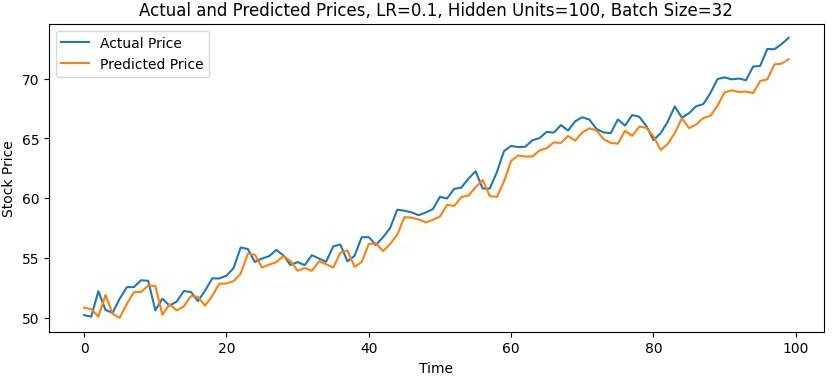 Actual and Predicted Prices, LR=0.1, Hidden Units=100, Batch Size=32
Actual Price
Predicted Price
Stock Price
70
65
60
55
50
0 20 40 60 80 100
Time